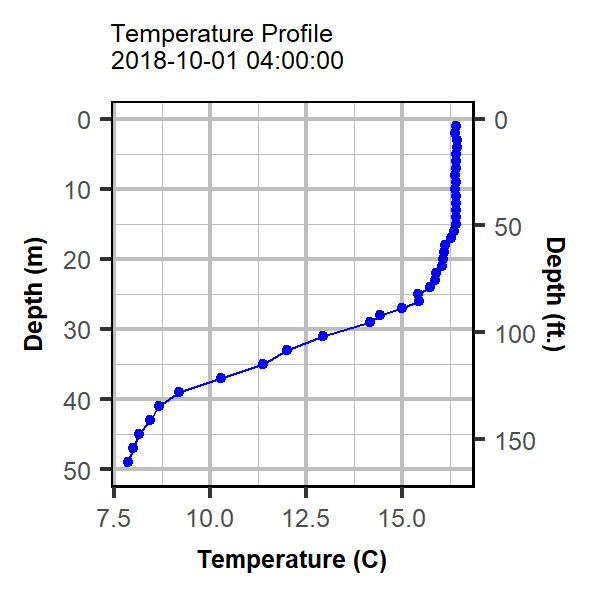 Temperature Profile
2018-10-01 04:00:00
0
10
20
30
40
50
Depth (m)
0
50
100
150
Depth (ft.)
7.5 10.0 12.5 15.0
Temperature (C)